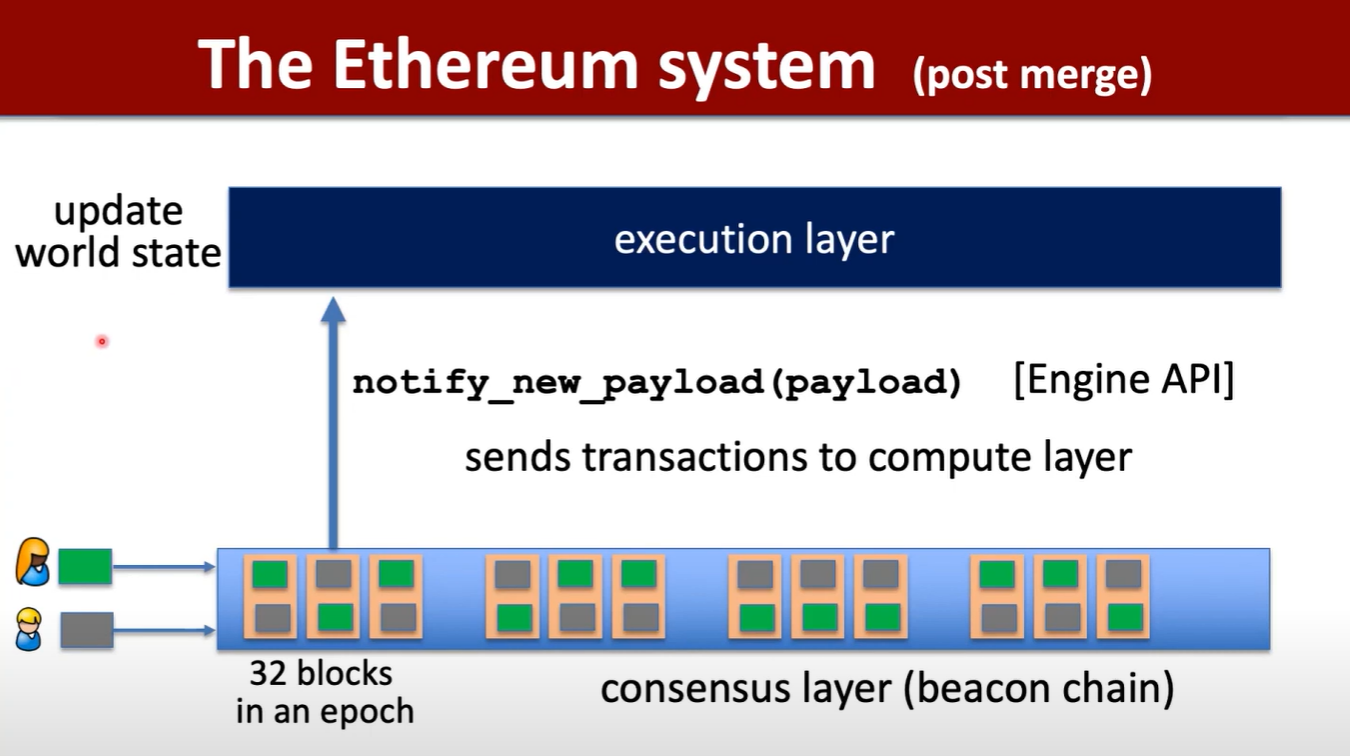 The Ethereum system (post merge)
update
world state
execution layer
notify_new_payload(payload) [Engine API]
sends transactions to compute layer
32 blocks
in an epoch
consensus layer (beacon chain)